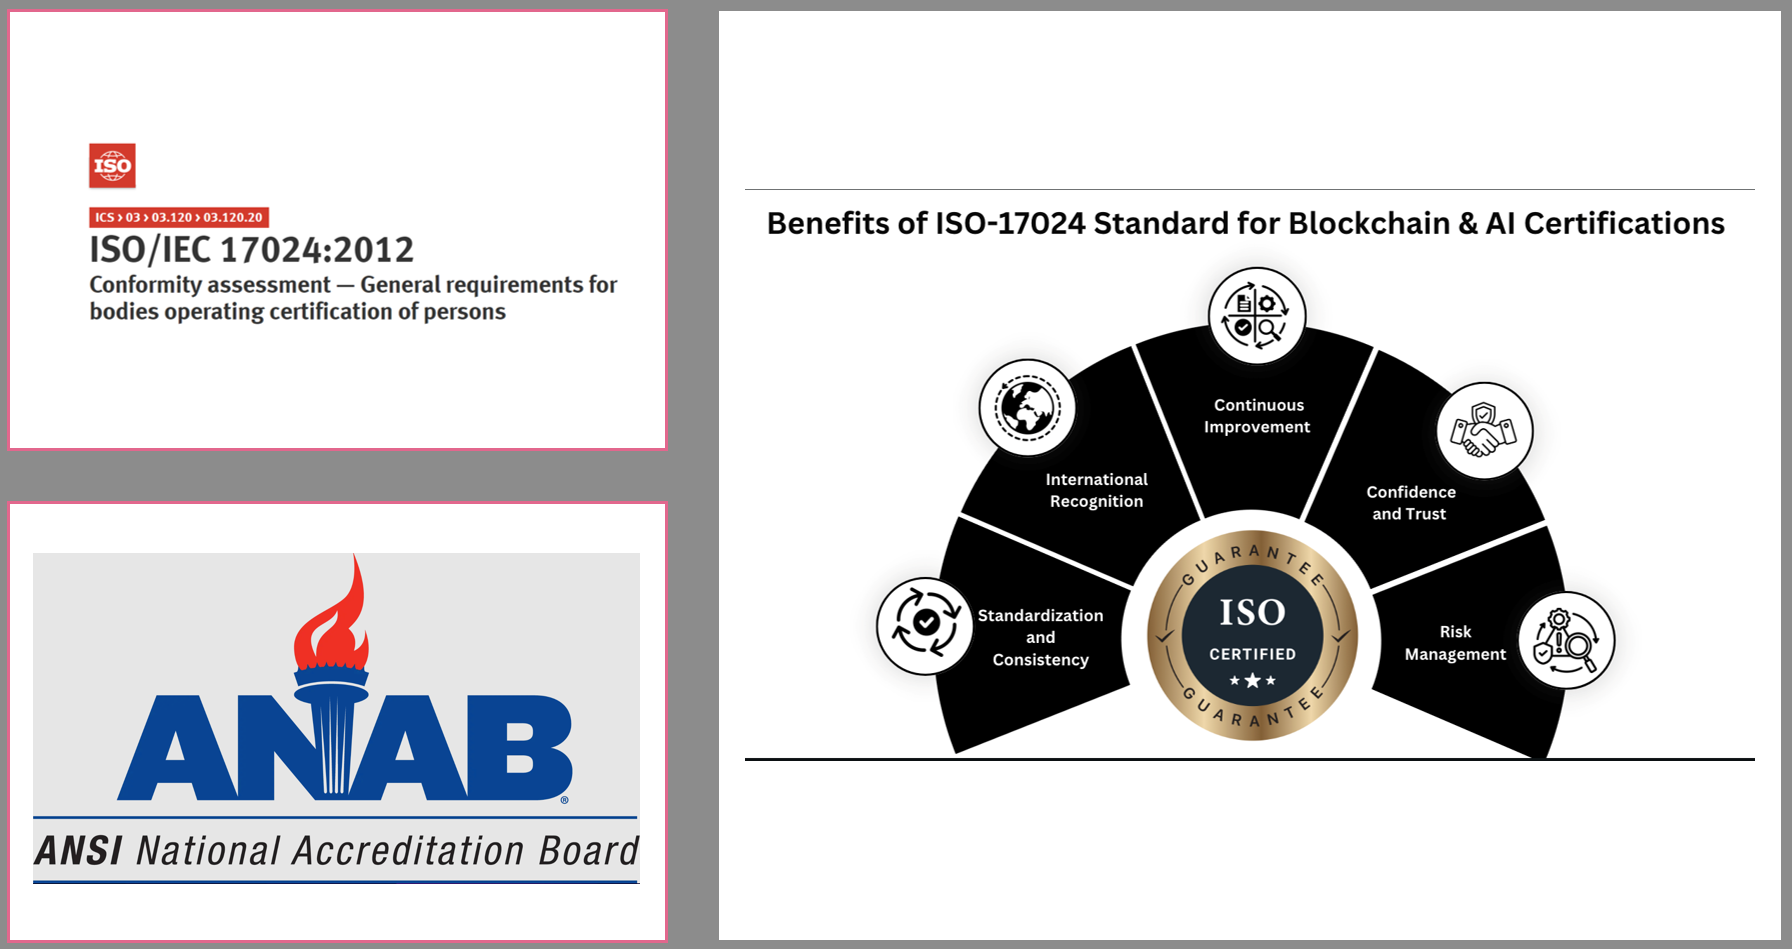 ISO
ICS › 03 › 03.120 › 03.120.20
ISO/IEC 17024:2012
Conformity assessment — General requirements for
bodies operating certification of persons
ANAB®
ANSI National Accreditation Board
Benefits of ISO-17024 Standard for Blockchain & AI Certifications
Continuous
Improvement
International
Recognition
Confidence
and Trust
Standardization
and
Consistency
Risk
Management
GUARANTEE
ISO
CERTIFIED
GUARANTEE